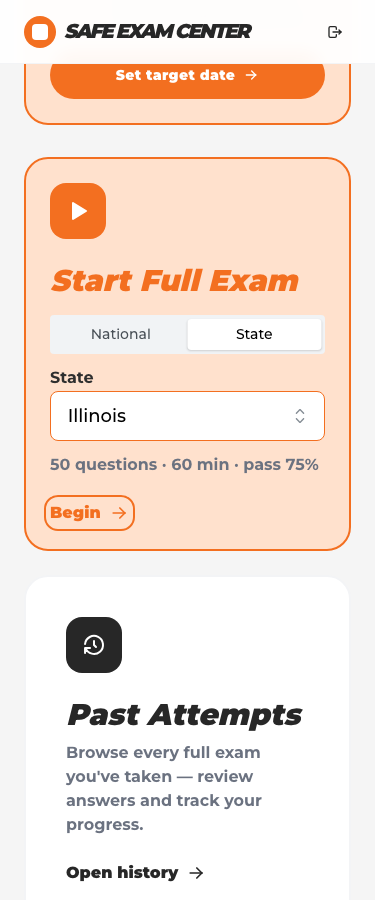 SAFE EXAM CENTER
Set target date →
Start Full Exam
National
State
State
Illinois
50 questions · 60 min · pass 75%
Begin →
Past Attempts
Browse every full exam
you've taken — review
answers and track your
progress.
Open history →